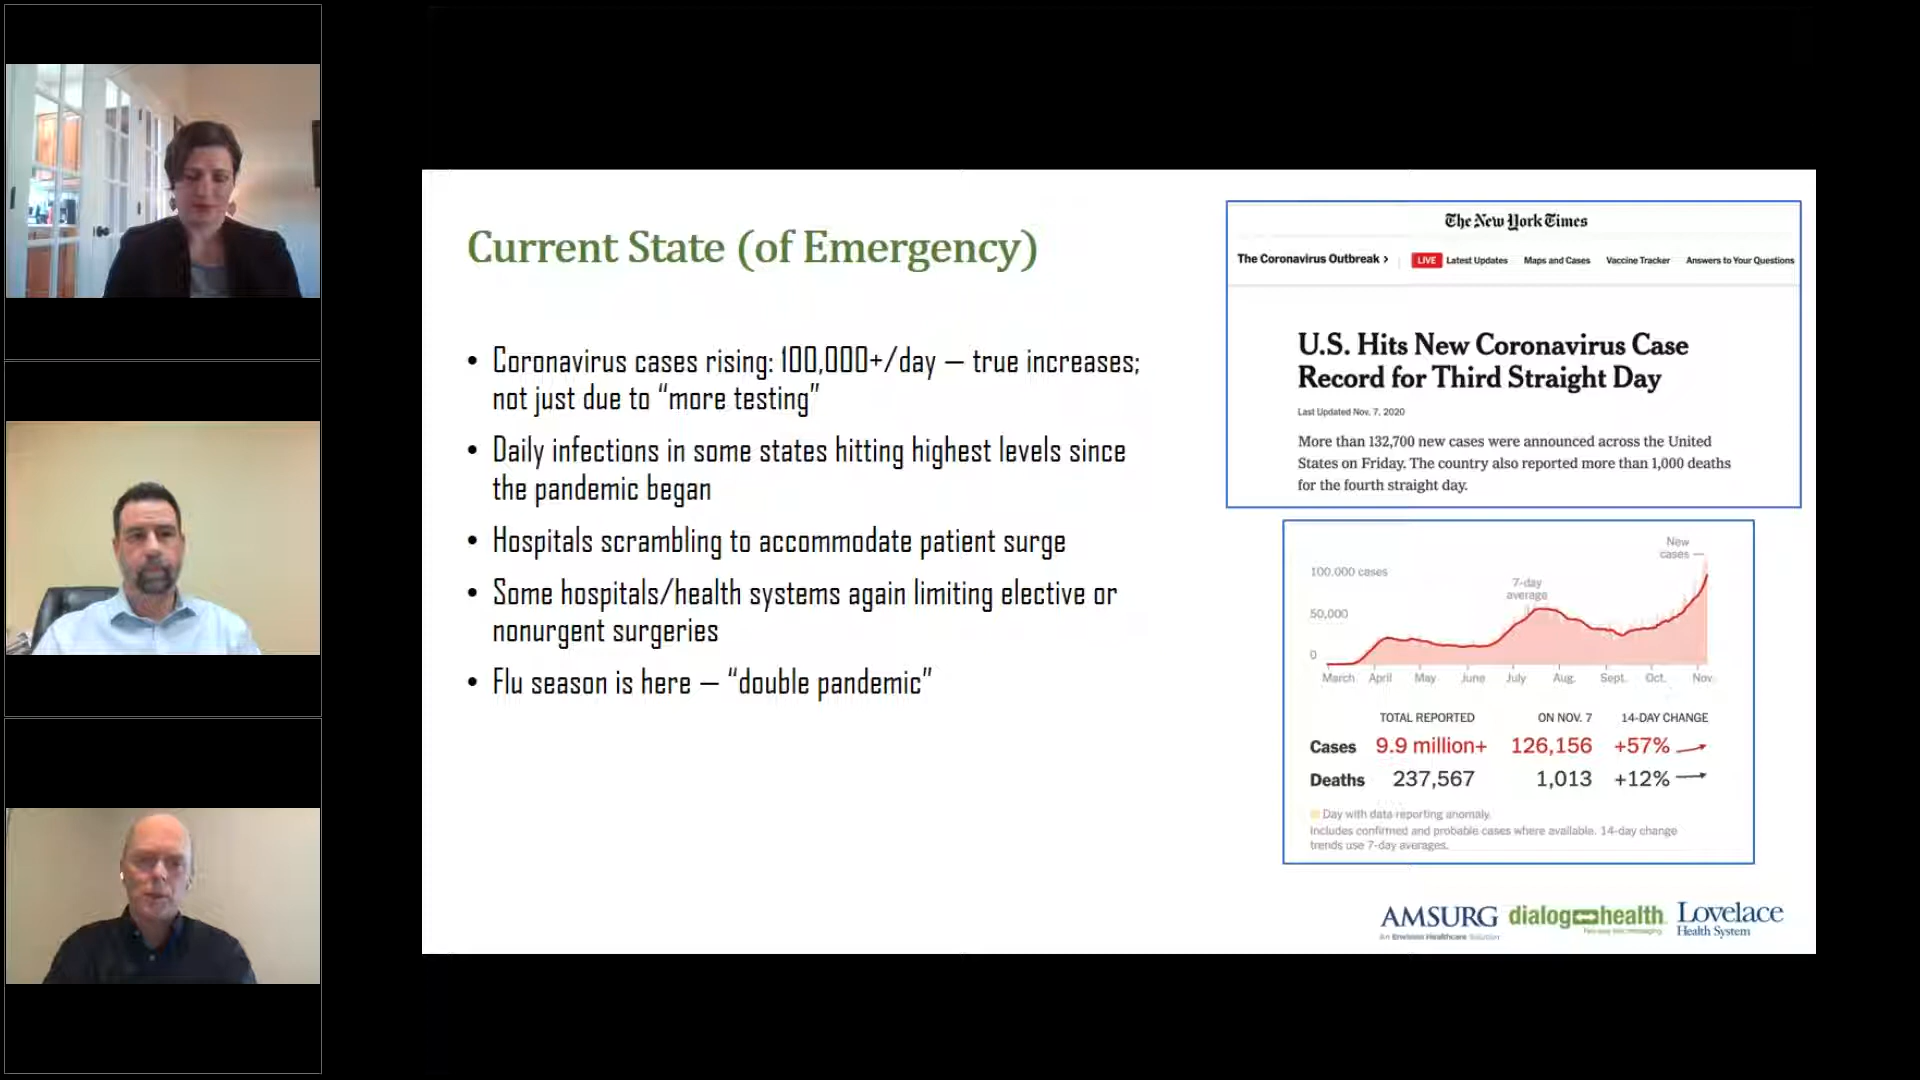 Current State (of Emergency)
• Coronavirus cases rising: 100,000+/day – true increases;
not just due to “more testing”
• Daily infections in some states hitting highest levels since
the pandemic began
• Hospitals scrambling to accommodate patient surge
• Some hospitals/health systems again limiting elective or
nonurgent surgeries
• Flu season is here – “double pandemic”
The New York Times
The Coronavirus Outbreak › LIVE Latest Updates Maps and Cases Vaccine Tracker Answers to Your Questions
U.S. Hits New Coronavirus Case
Record for Third Straight Day
Last Updated Nov. 7, 2020
More than 132,700 new cases were announced across the United
States on Friday. The country also reported more than 1,000 deaths
for the fourth straight day.
New
cases
100,000 cases
7-day
average
50,000
0
March April May June July Aug. Sept. Oct. Nov.
TOTAL REPORTED ON NOV. 7 14-DAY CHANGE
Cases 9.9 million+ 126,156 +57%
Deaths 237,567 1,013 +12%
Day with data reporting anomaly.
Includes confirmed and probable cases where available. 14-day change
trends use 7-day averages.
AMSURG
An Envision Healthcare Solution
dialog health
Two-way text messaging
Lovelace
Health System